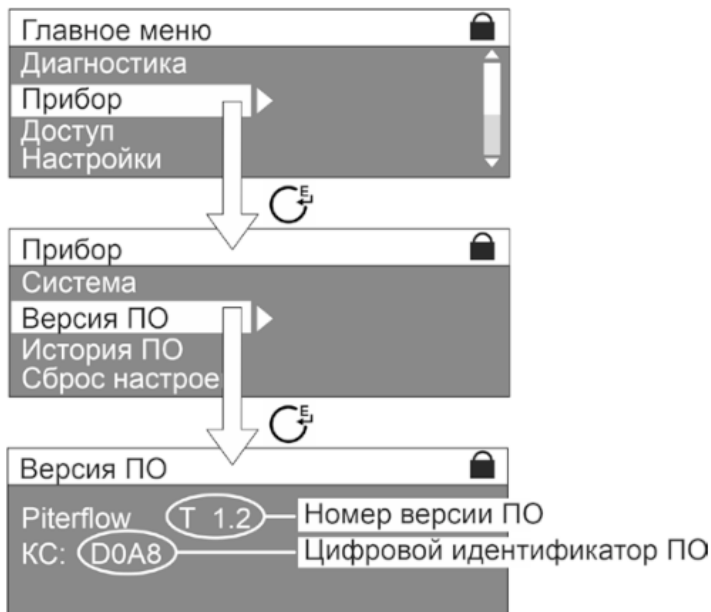 Главное меню
Диагностика
Прибор
Доступ
Настройки
E
Прибор
Система
Версия ПО
История ПО
Сброс настрое
E
Версия ПО
Piterflow T 1.2 Номер версии ПО
КС: D0A8 Цифровой идентификатор ПО